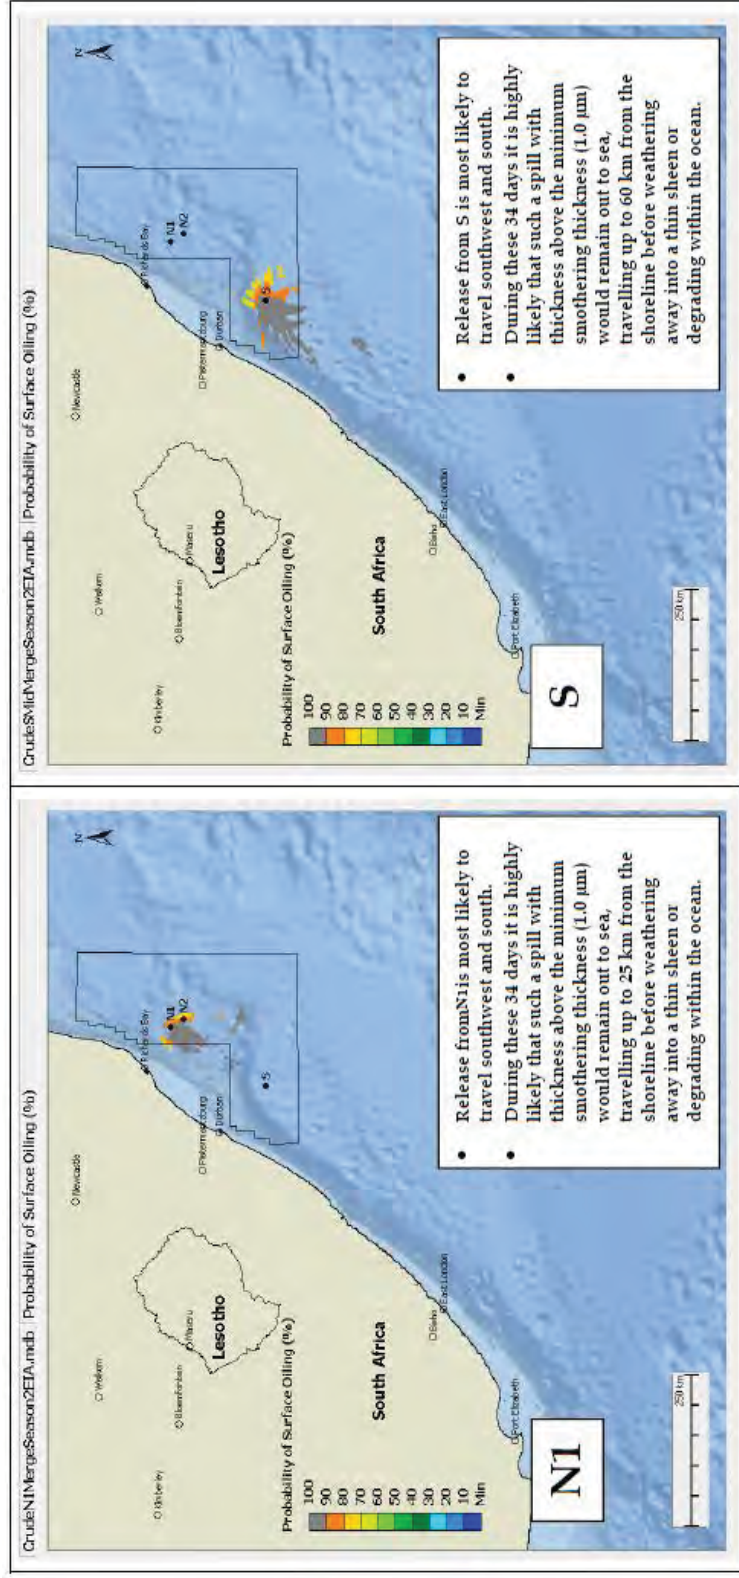 CrudeN1MergeSeason2EIA.mdb Probability of Surface Oiling (%)
N
Newcastle
Welkom
Kimberley
Bloemfontein
Maseru
Lesotho
Richards Bay
N1
N2
Pietermaritzburg
Durban
S
Probability of Surface Oiling (%)
100
90
80
70
60
50
40
30
20
10
Min
South Africa
Bisho
East London
Port Elizabeth
N1
250 km
• Release fromN1is most likely to
travel southwest and south.
• During these 34 days it is highly
likely that such a spill with
thickness above the minimum
smothering thickness (1.0 µm)
would remain out to sea,
travelling up to 25 km from the
shoreline before weathering
away into a thin sheen or
degrading within the ocean.
CrudeSMidMergeSeason2EIA.mdb Probability of Surface Oiling (%)
N
Newcastle
Welkom
Kimberley
Bloemfontein
Maseru
Lesotho
Richards Bay
N1
N2
Pietermaritzburg
Durban
S
Probability of Surface Oiling (%)
100
90
80
70
60
50
40
30
20
10
Min
South Africa
Bisho
East London
Port Elizabeth
S
250 km
• Release from S is most likely to
travel southwest and south.
• During these 34 days it is highly
likely that such a spill with
thickness above the minimum
smothering thickness (1.0 µm)
would remain out to sea,
travelling up to 60 km from the
shoreline before weathering
away into a thin sheen or
degrading within the ocean.